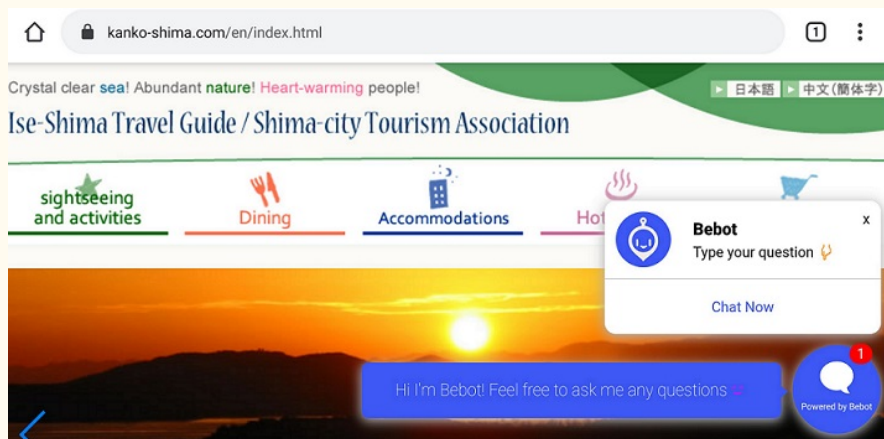 kanko-shima.com/en/index.html
1
Crystal clear sea! Abundant nature! Heart-warming people!
日本語
中文(簡体字)
Ise-Shima Travel Guide / Shima-city Tourism Association
sightseeing
and activities
Dining
Accommodations
Bebot
x
Type your question
Chat Now
Hi I'm Bebot! Feel free to ask me any questions
1
Powered by Bebot